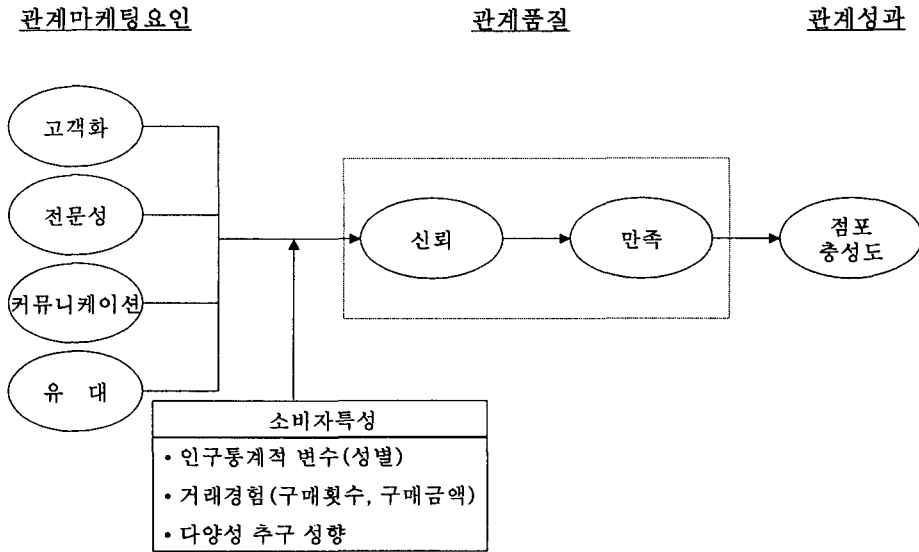 관계마케팅요인
관계품질
관계성과
고객화
전문성
커뮤니케이션
유 대
신뢰
만족
점포
충성도
소비자특성
• 인구통계적 변수(성별)
• 거래경험(구매횟수, 구매금액)
• 다양성 추구 성향